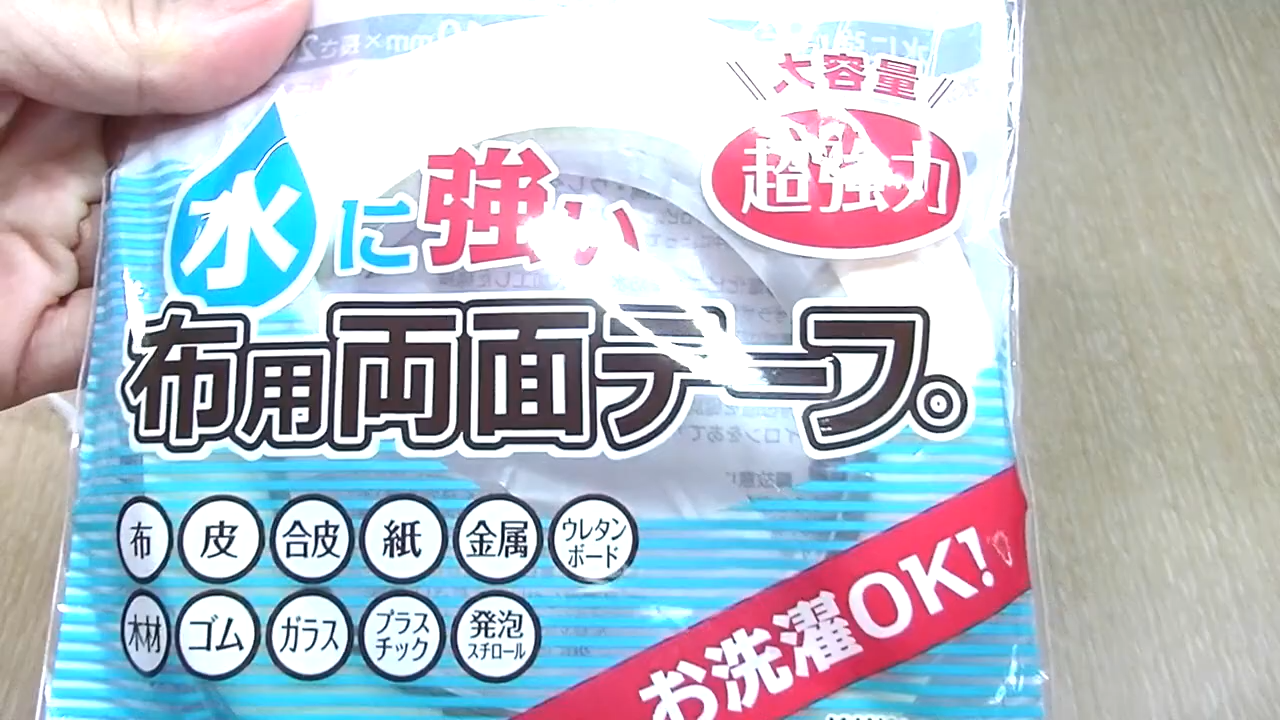 大容量
超強力
水に強い
布用両面テープ。
布 皮 合皮 紙 金属 ウレタンボード
木材 ゴム ガラス プラスチック 発泡スチロール
お洗濯OK!